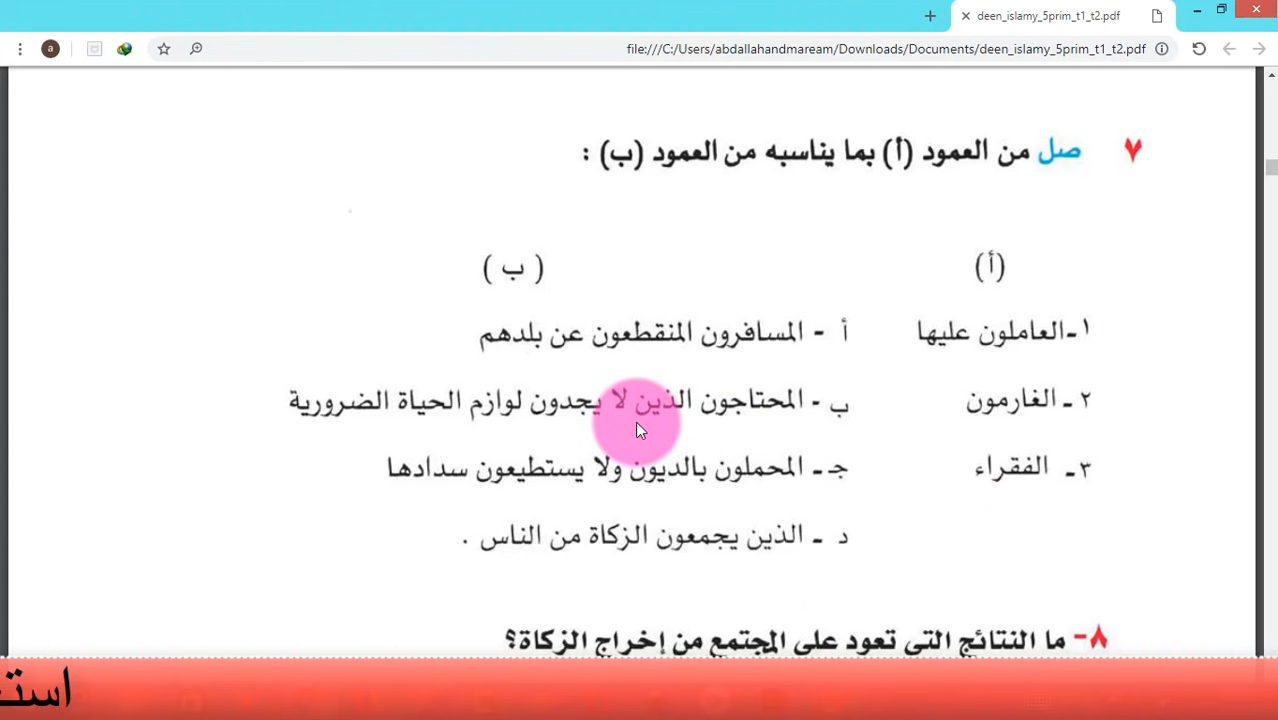 deen_islamy_5prim_t1_t2.pdf
file:///C:/Users/abdallahandmaream/Downloads/Documents/deen_islamy_5prim_t1_t2.pdf
a
٧ صل من العمود (أ) بما يناسبه من العمود (ب) :
(أ) ( ب )
١ـ العاملون عليها أ - المسافرون المنقطعون عن بلدهم
٢ ـ الغارمون ب - المحتاجون الذين لا يجدون لوازم الحياة الضرورية
٣ ـ الفقراء جـ ـ المحملون بالديون ولا يستطيعون سدادها
د ـ الذين يجمعون الزكاة من الناس .
٨- ما النتائج التي تعود على المجتمع من إخراج الزكاة؟